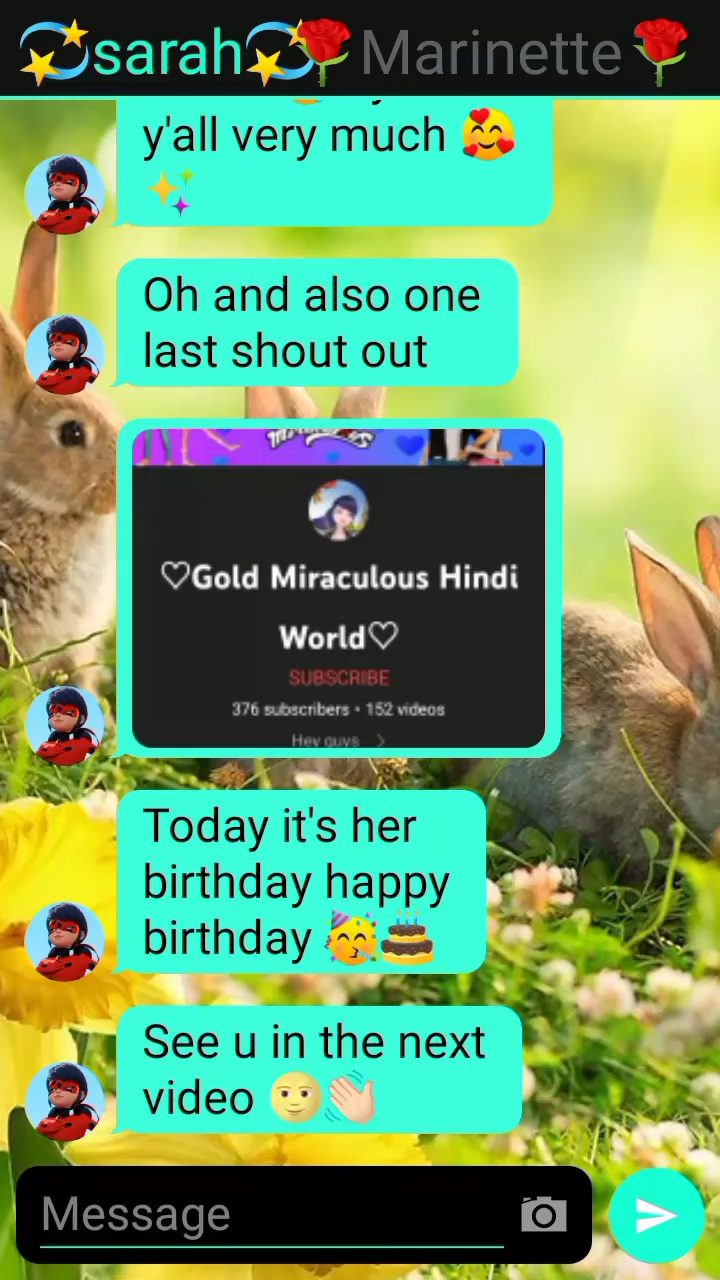 💫sarah💫🌹 Marinette🌹
y'all very much 🥰
✨
Oh and also one
last shout out
♡Gold Miraculous Hindi
World♡
SUBSCRIBE
376 subscribers • 152 videos
Hey guys >
Today it's her
birthday happy
birthday 🥳🎂
See u in the next
video 🌝👋🏻
Message